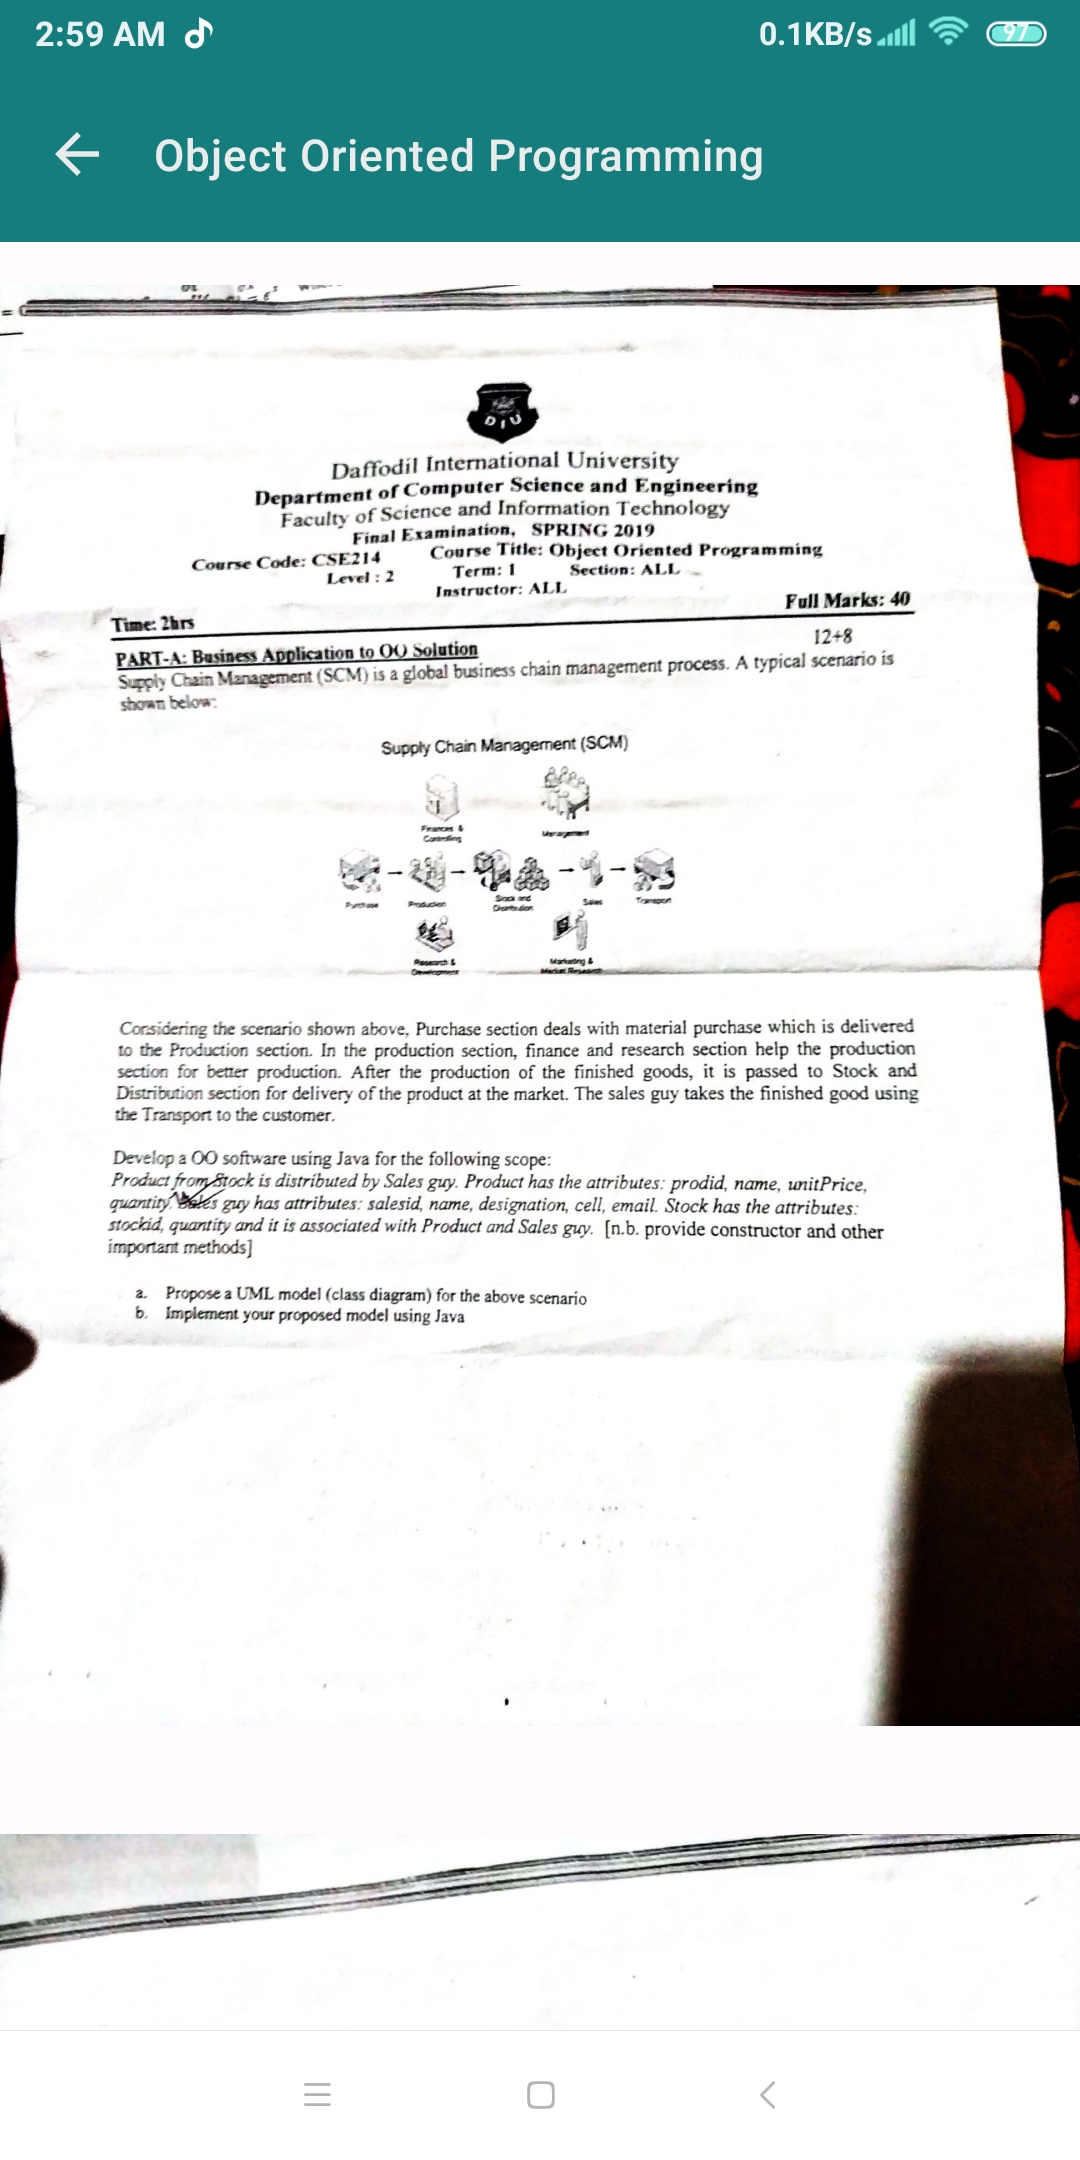 2:59 AM
0.1KB/s
97
Object Oriented Programming
DIU
Daffodil International University
Department of Computer Science and Engineering
Faculty of Science and Information Technology
Final Examination, SPRING 2019
Course Code: CSE214 Course Title: Object Oriented Programming
Level : 2 Term: 1 Section: ALL
Instructor: ALL
Time: 2hrs Full Marks: 40
PART-A: Business Application to OO Solution 12+8
Supply Chain Management (SCM) is a global business chain management process. A typical scenario is
shown below:
Supply Chain Management (SCM)
Finances &
Controlling
Management
Purchase
Production
Stock and
Distribution
Sales
Transport
Research &
Development
Marketing &
Market Research
Considering the scenario shown above, Purchase section deals with material purchase which is delivered
to the Production section. In the production section, finance and research section help the production
section for better production. After the production of the finished goods, it is passed to Stock and
Distribution section for delivery of the product at the market. The sales guy takes the finished good using
the Transport to the customer.
Develop a OO software using Java for the following scope:
Product from Stock is distributed by Sales guy. Product has the attributes: prodid, name, unitPrice,
quantity. Sales guy has attributes: salesid, name, designation, cell, email. Stock has the attributes:
stockid, quantity and it is associated with Product and Sales guy. [n.b. provide constructor and other
important methods]
a. Propose a UML model (class diagram) for the above scenario
b. Implement your proposed model using Java